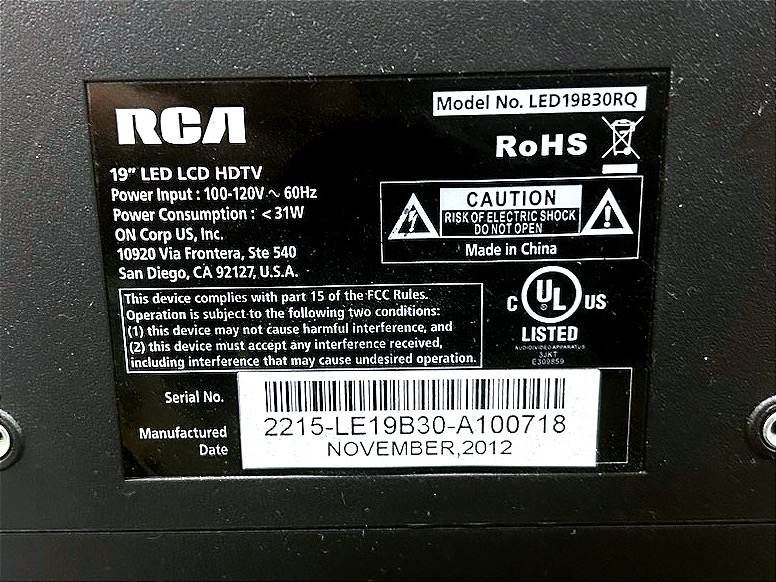 RCA
Model No. LED19B30RQ
RoHS
19" LED LCD HDTV
Power Input : 100-120V ~ 60Hz
Power Consumption : < 31W
ON Corp US, Inc.
10920 Via Frontera, Ste 540
San Diego, CA 92127, U.S.A.
CAUTION
RISK OF ELECTRIC SHOCK
DO NOT OPEN
Made in China
This device complies with part 15 of the FCC Rules.
Operation is subject to the following two conditions:
(1) this device may not cause harmful interference, and
(2) this device must accept any interference received,
including interference that may cause undesired operation.
C UL US
LISTED
AUDIO/VIDEO APPARATUS
3JKT
E309859
Serial No.
2215-LE19B30-A100718
Manufactured
Date
NOVEMBER,2012